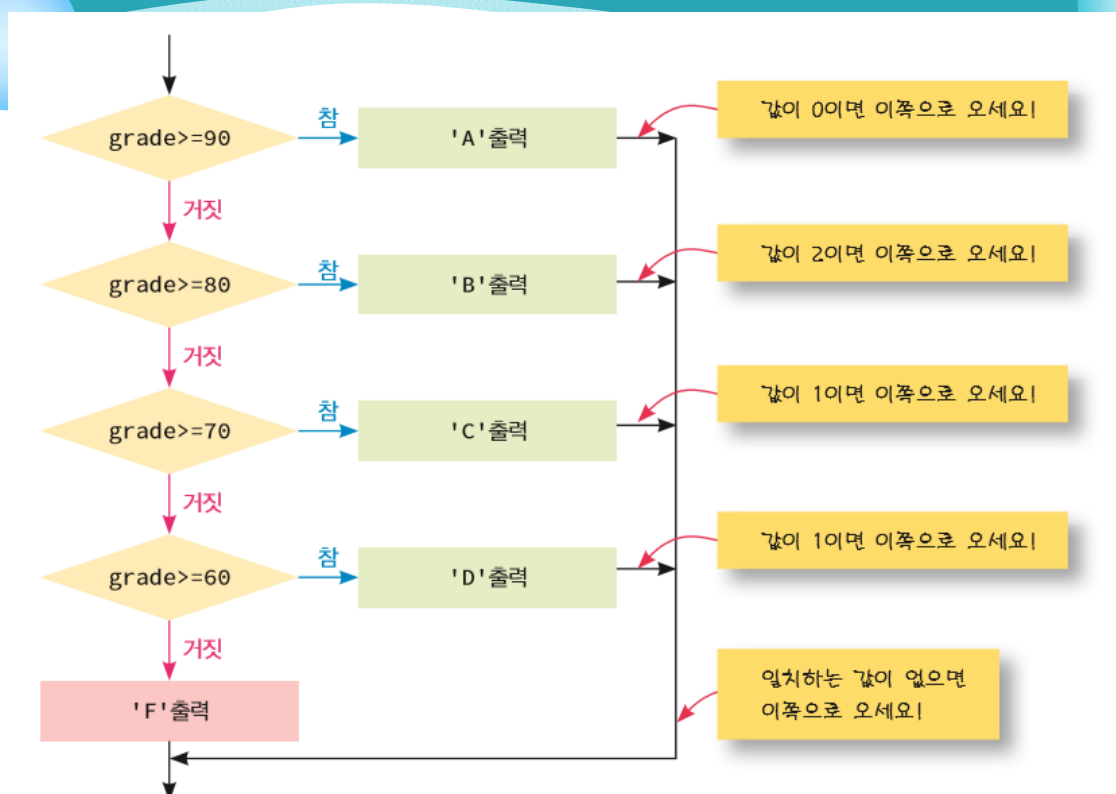 grade>=90
참
'A'출력
값이 0이면 이쪽으로 오세요!
거짓
grade>=80
참
'B'출력
값이 2이면 이쪽으로 오세요!
거짓
grade>=70
참
'C'출력
값이 1이면 이쪽으로 오세요!
거짓
grade>=60
참
'D'출력
값이 1이면 이쪽으로 오세요!
거짓
'F'출력
일치하는 값이 없으면
이쪽으로 오세요!